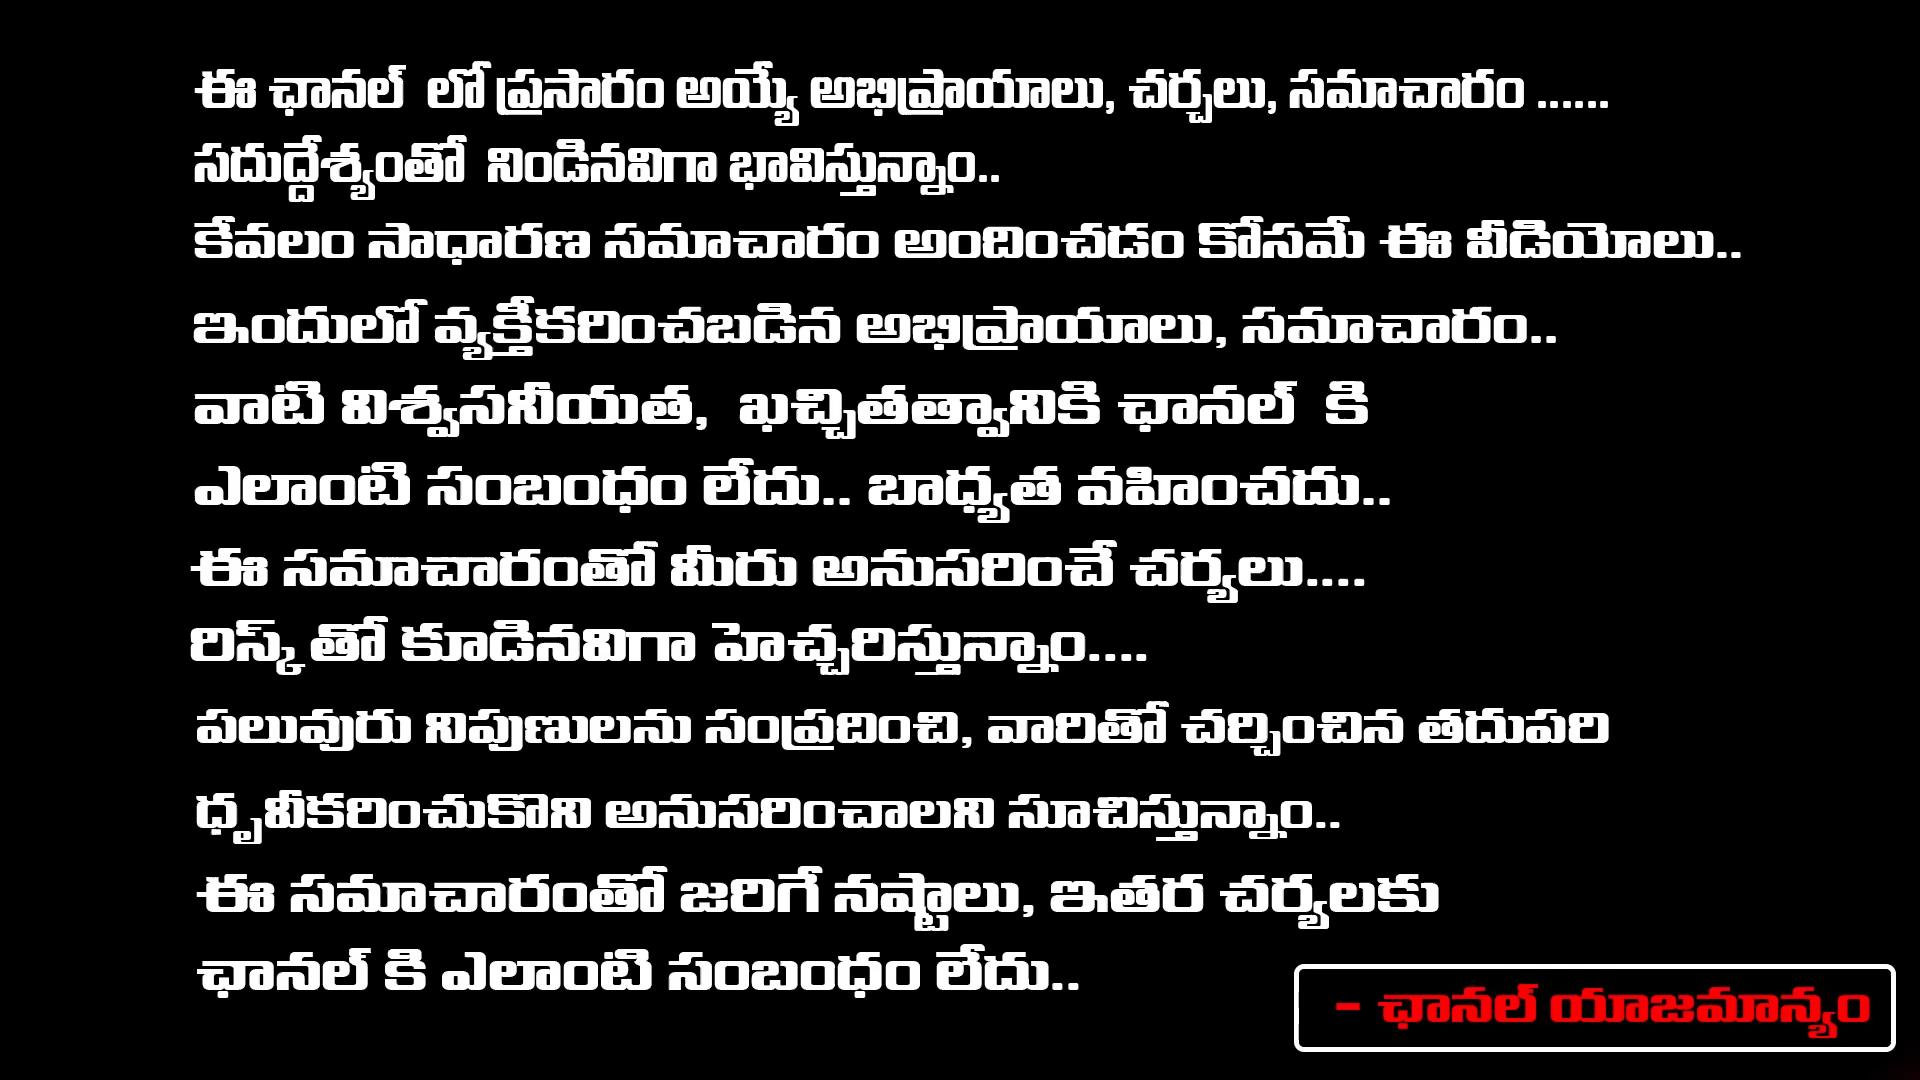 ఈ ఛానల్ లో ప్రసారం అయ్యే అభిప్రాయాలు, చర్చలు, సమాచారం ......
సదుద్దేశ్యంతో నిండినవిగా భావిస్తున్నాం..
కేవలం సాధారణ సమాచారం అందించడం కోసమే ఈ వీడియోలు..
ఇందులో వ్యక్తీకరించబడిన అభిప్రాయాలు, సమాచారం..
వాటి విశ్వసనీయత, ఖచ్చితత్వానికి ఛానల్ కి
ఎలాంటి సంబంధం లేదు.. బాధ్యత వహించదు..
ఈ సమాచారంతో మీరు అనుసరించే చర్యలు....
రిస్క్ తో కూడినవిగా హెచ్చరిస్తున్నాం....
పలువురు నిపుణులను సంప్రదించి, వారితో చర్చించిన తదుపరి
ధృవీకరించుకొని అనుసరించాలని సూచిస్తున్నాం..
ఈ సమాచారంతో జరిగే నష్టాలు, ఇతర చర్యలకు
ఛానల్ కి ఎలాంటి సంబంధం లేదు..
- ఛానల్ యాజమాన్యం